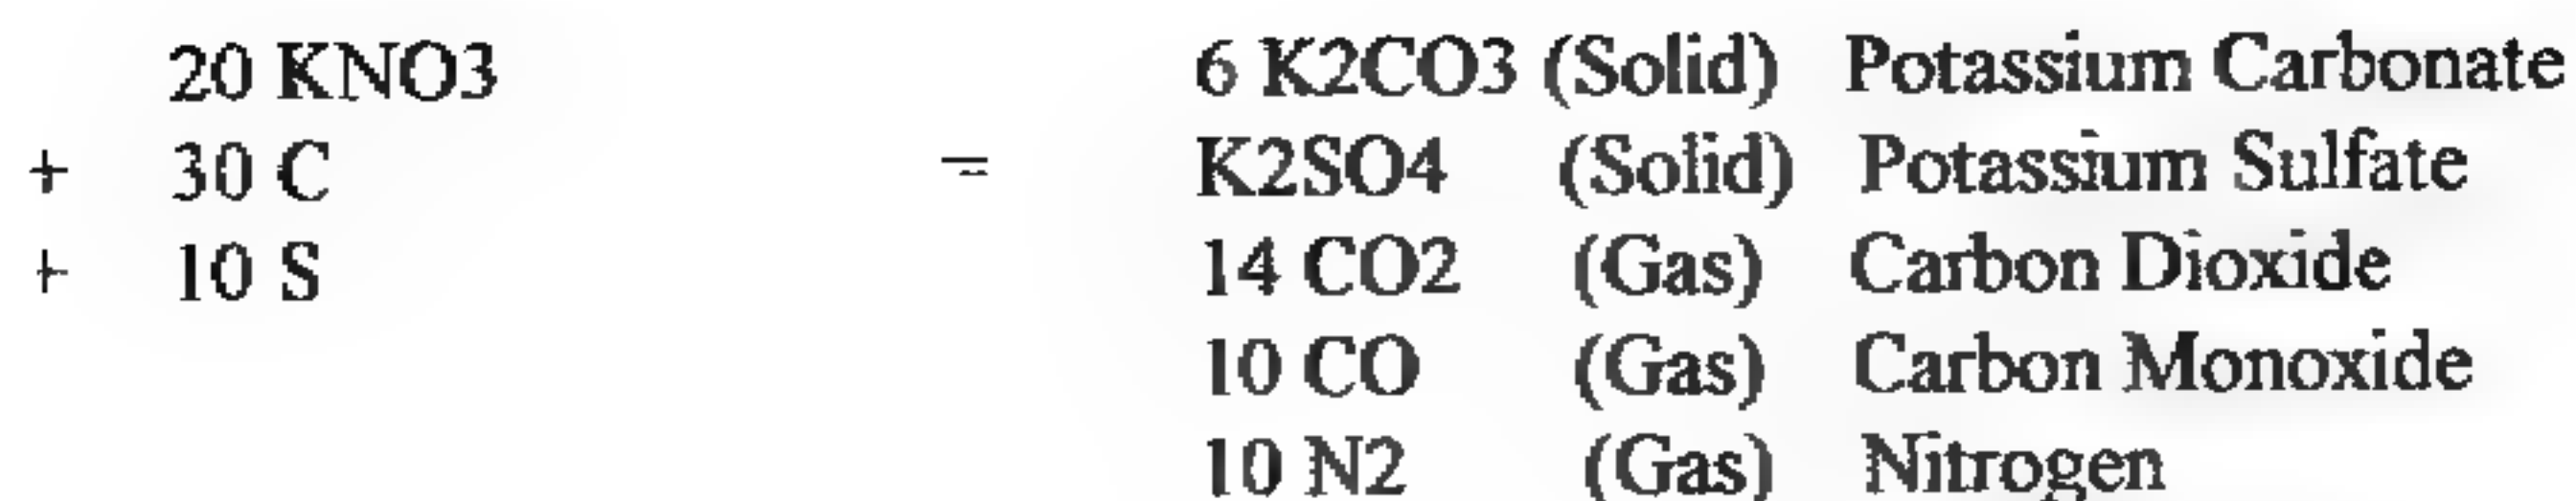 20 KNO3 6 K2CO3 (Solid) Potassium Carbonate
+ 30 C = K2SO4 (Solid) Potassium Sulfate
+ 10 S 14 CO2 (Gas) Carbon Dioxide
10 CO (Gas) Carbon Monoxide
10 N2 (Gas) Nitrogen